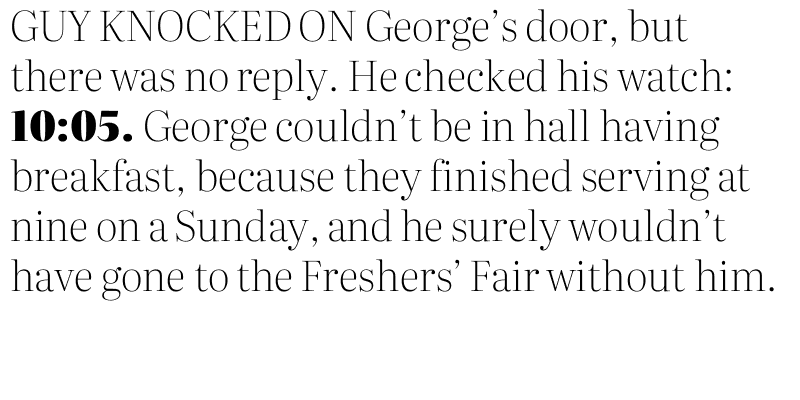 GUY KNOCKED ON George’s door, but
there was no reply. He checked his watch:
10:05. George couldn’t be in hall having
breakfast, because they finished serving at
nine on a Sunday, and he surely wouldn’t
have gone to the Freshers’ Fair without him.